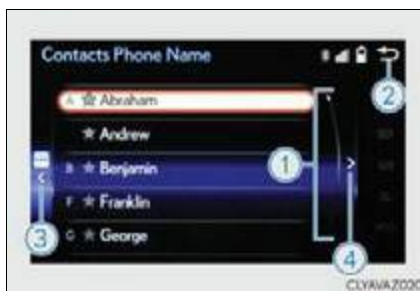 Contacts Phone Name
A Abraham
Andrew
B Benjamin
F Franklin
G George
1
2
3
4
CLYAVAZ020